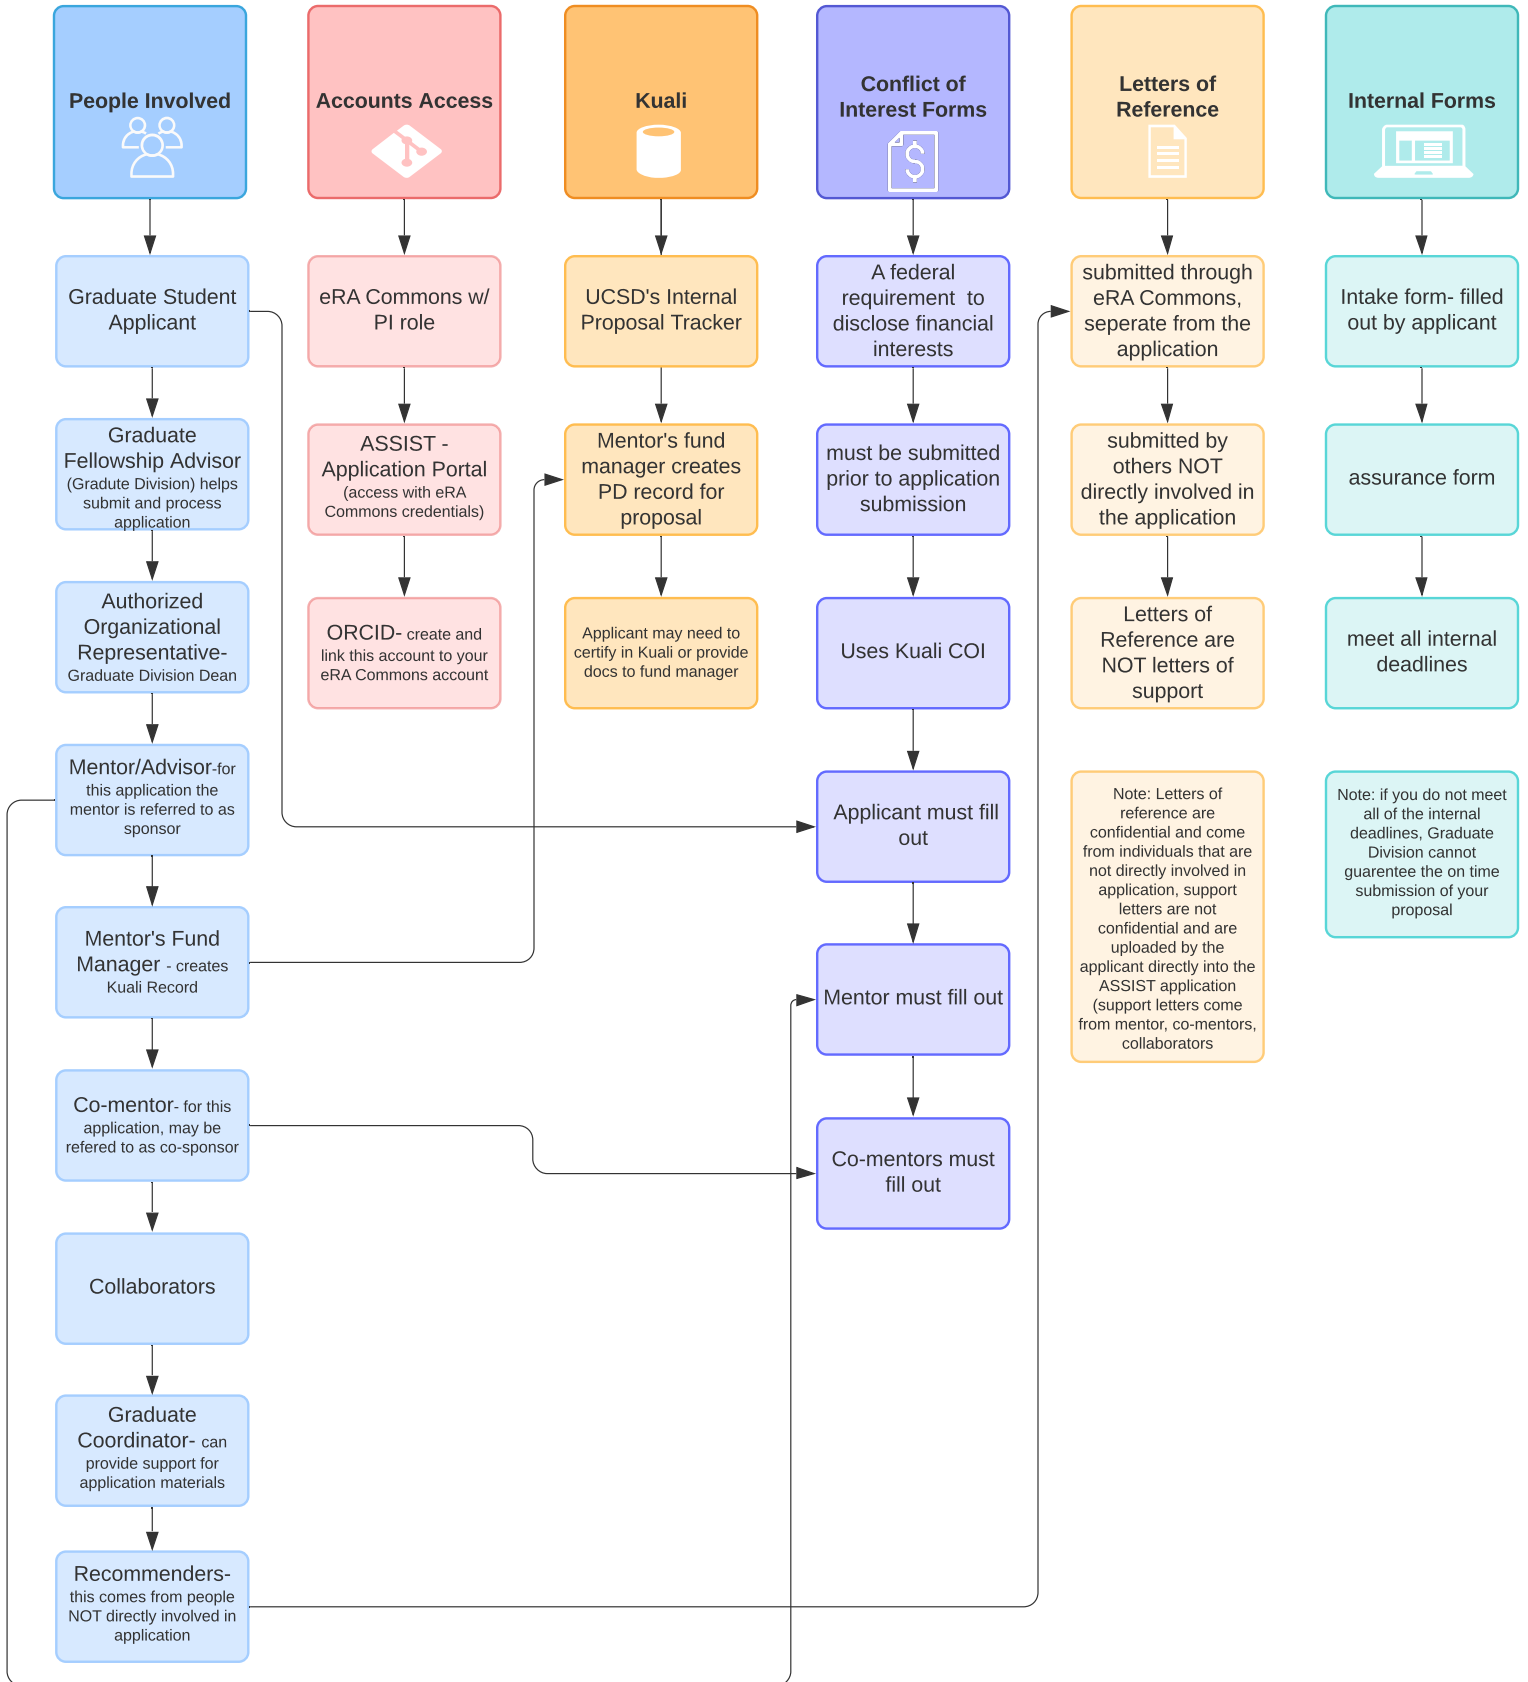 People Involved
Graduate Student
Applicant
Graduate
Fellowship Advisor
(Gradute Division) helps
submit and process
application
Authorized
Organizational
Representative-
Graduate Division Dean
Mentor/Advisor-for
this application the
mentor is referred to as
sponsor
Mentor's Fund
Manager - creates
Kuali Record
Co-mentor- for this
application, may be
refered to as co-sponsor
Collaborators
Graduate
Coordinator- can
provide support for
application materials
Recommenders-
this comes from people
NOT directly involved in
application
Accounts Access
eRA Commons w/
PI role
ASSIST -
Application Portal
(access with eRA
Commons credentials)
ORCID- create and
link this account to your
eRA Commons account
Kuali
UCSD's Internal
Proposal Tracker
Mentor's fund
manager creates
PD record for
proposal
Applicant may need to
certify in Kuali or provide
docs to fund manager
Conflict of
Interest Forms
A federal
requirement  to
disclose financial
interests
must be submitted
prior to application
submission
Uses Kuali COI
Applicant must fill
out
Mentor must fill out
Co-mentors must
fill out
Letters of
Reference
submitted through
eRA Commons,
seperate from the
application
submitted by
others NOT
directly involved in
the application
Letters of
Reference are
NOT letters of
support
Note: Letters of
reference are
confidential and come
from individuals that are
not directly involved in
application, support
letters are not
confidential and are
uploaded by the
applicant directly into the
ASSIST application
(support letters come
from mentor, co-mentors,
collaborators
Internal Forms
Intake form- filled
out by applicant
assurance form
meet all internal
deadlines
Note: if you do not meet
all of the internal
deadlines, Graduate
Division cannot
guarentee the on time
submission of your
proposal